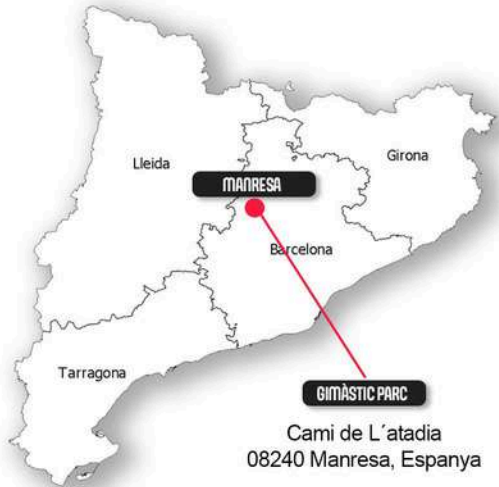 Lleida
Girona
MANRESA
Barcelona
Tarragona
GIMÀSTIC PARC
Cami de L´atadia
08240 Manresa, Espanya